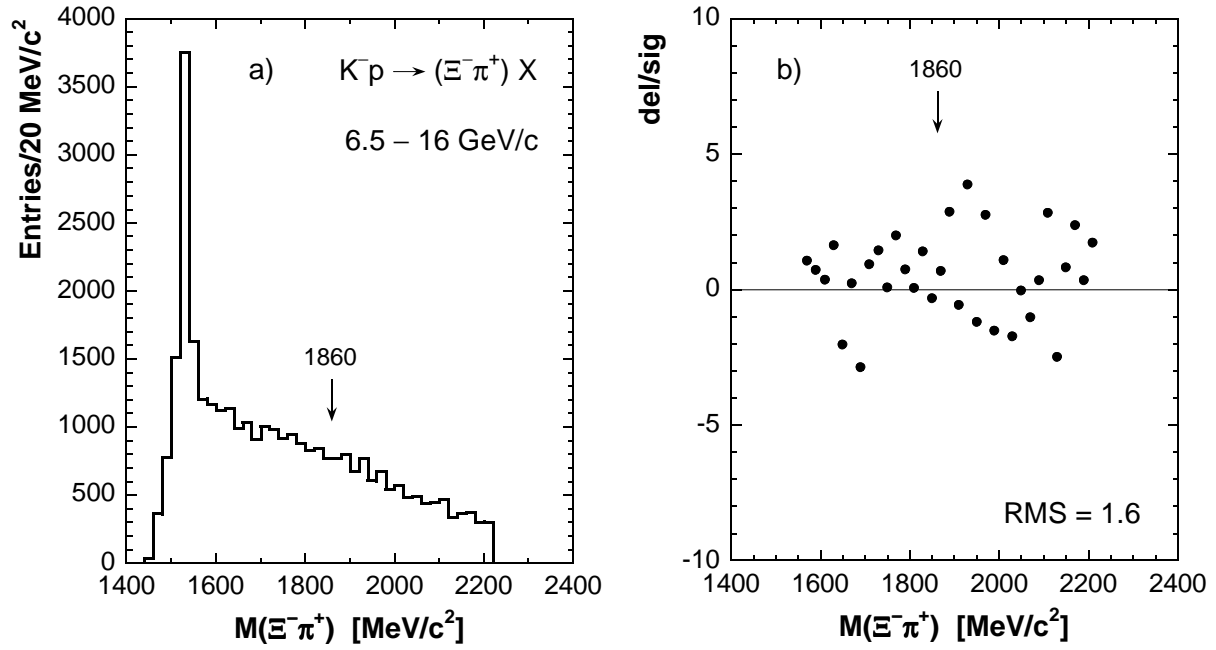 4000
3500
3000
2500
2000
1500
1000
500
0
Entries/20 MeV/c²
a) K⁻p → (Ξ⁻π⁺) X
6.5 – 16 GeV/c
1860
1400 1600 1800 2000 2200 2400
M(Ξ⁻π⁺) [MeV/c²]
10
5
0
-5
-10
del/sig
b)
1860
RMS = 1.6
1400 1600 1800 2000 2200 2400
M(Ξ⁻π⁺) [MeV/c²]